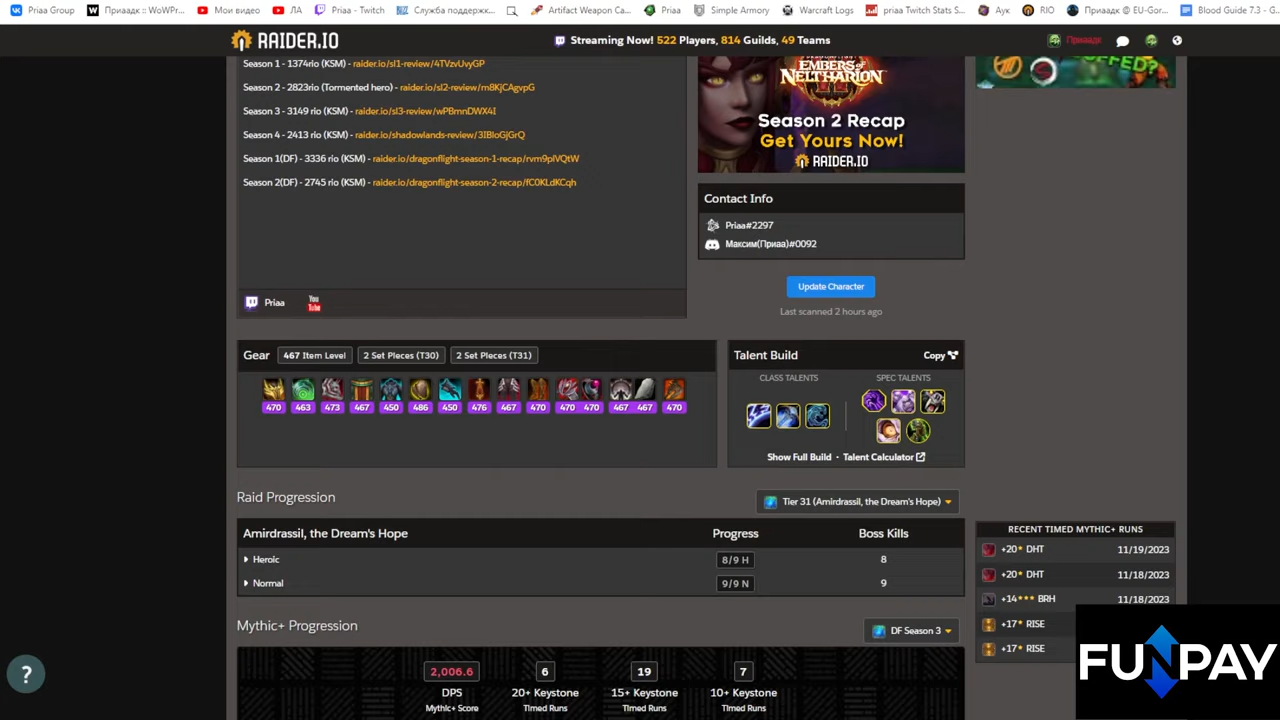 Priaa Group
Приаадк :: WoWPr...
Мои видео
ЛА
Priaa - Twitch
Служба поддержк...
Artifact Weapon Ca...
Priaa
Simple Armory
Warcraft Logs
priaa Twitch Stats S...
Аук
RIO
Приаадк @ EU-Gor...
Blood Guide 7.3 - G...
RAIDER.IO
Streaming Now! 522 Players, 814 Guilds, 49 Teams
Приаадк
Season 1 - 1374rio (KSM) - raider.io/sl1-review/4TVzvUvyGP
Season 2 - 2823rio (Tormented hero) - raider.io/sl2-review/m8KjCAgvpG
Season 3 - 3149 rio (KSM) - raider.io/sl3-review/wPBmnDWX4I
Season 4 - 2413 rio (KSM) - raider.io/shadowlands-review/3IBIoGjGrQ
Season 1(DF) - 3336 rio (KSM) - raider.io/dragonflight-season-1-recap/rvm9plVQtW
Season 2(DF) - 2745 rio (KSM) - raider.io/dragonflight-season-2-recap/fC0KLdKCqh
Priaa
You Tube
EMBERS OF
NELTHARION
Season 2 Recap
Get Yours Now!
RAIDER.IO
Contact Info
Priaa#2297
Максим(Приаа)#0092
Update Character
Last scanned 2 hours ago
BUFFED?
Gear
467 Item Level
2 Set Pieces (T30)
2 Set Pieces (T31)
470 463 473 467 450 486 450 476 467 470 470 470 467 467 470
Talent Build
Copy
CLASS TALENTS
SPEC TALENTS
Show Full Build · Talent Calculator
Raid Progression
Tier 31 (Amirdrassil, the Dream's Hope)
Amirdrassil, the Dream's Hope
Progress
Boss Kills
Heroic
8/9 H
8
Normal
9/9 N
9
RECENT TIMED MYTHIC+ RUNS
+20* DHT 11/19/2023
+20* DHT 11/18/2023
+14*** BRH 11/18/2023
+17* RISE
+17* RISE
Mythic+ Progression
DF Season 3
2,006.6
6
19
7
DPS
20+ Keystone
15+ Keystone
10+ Keystone
Mythic+ Score
Timed Runs
Timed Runs
Timed Runs
?
FUNPAY